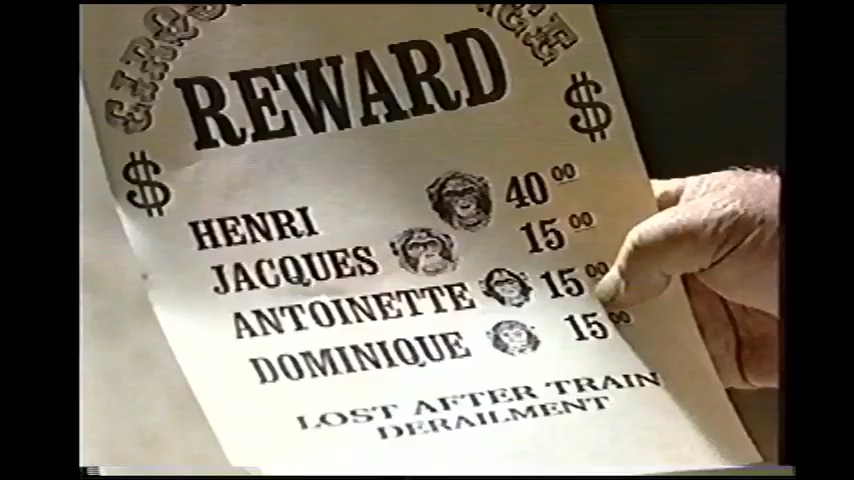 REWARD
$ $
HENRI 40 00
JACQUES 15 00
ANTOINETTE 15 00
DOMINIQUE 15 00
LOST AFTER TRAIN
DERAILMENT